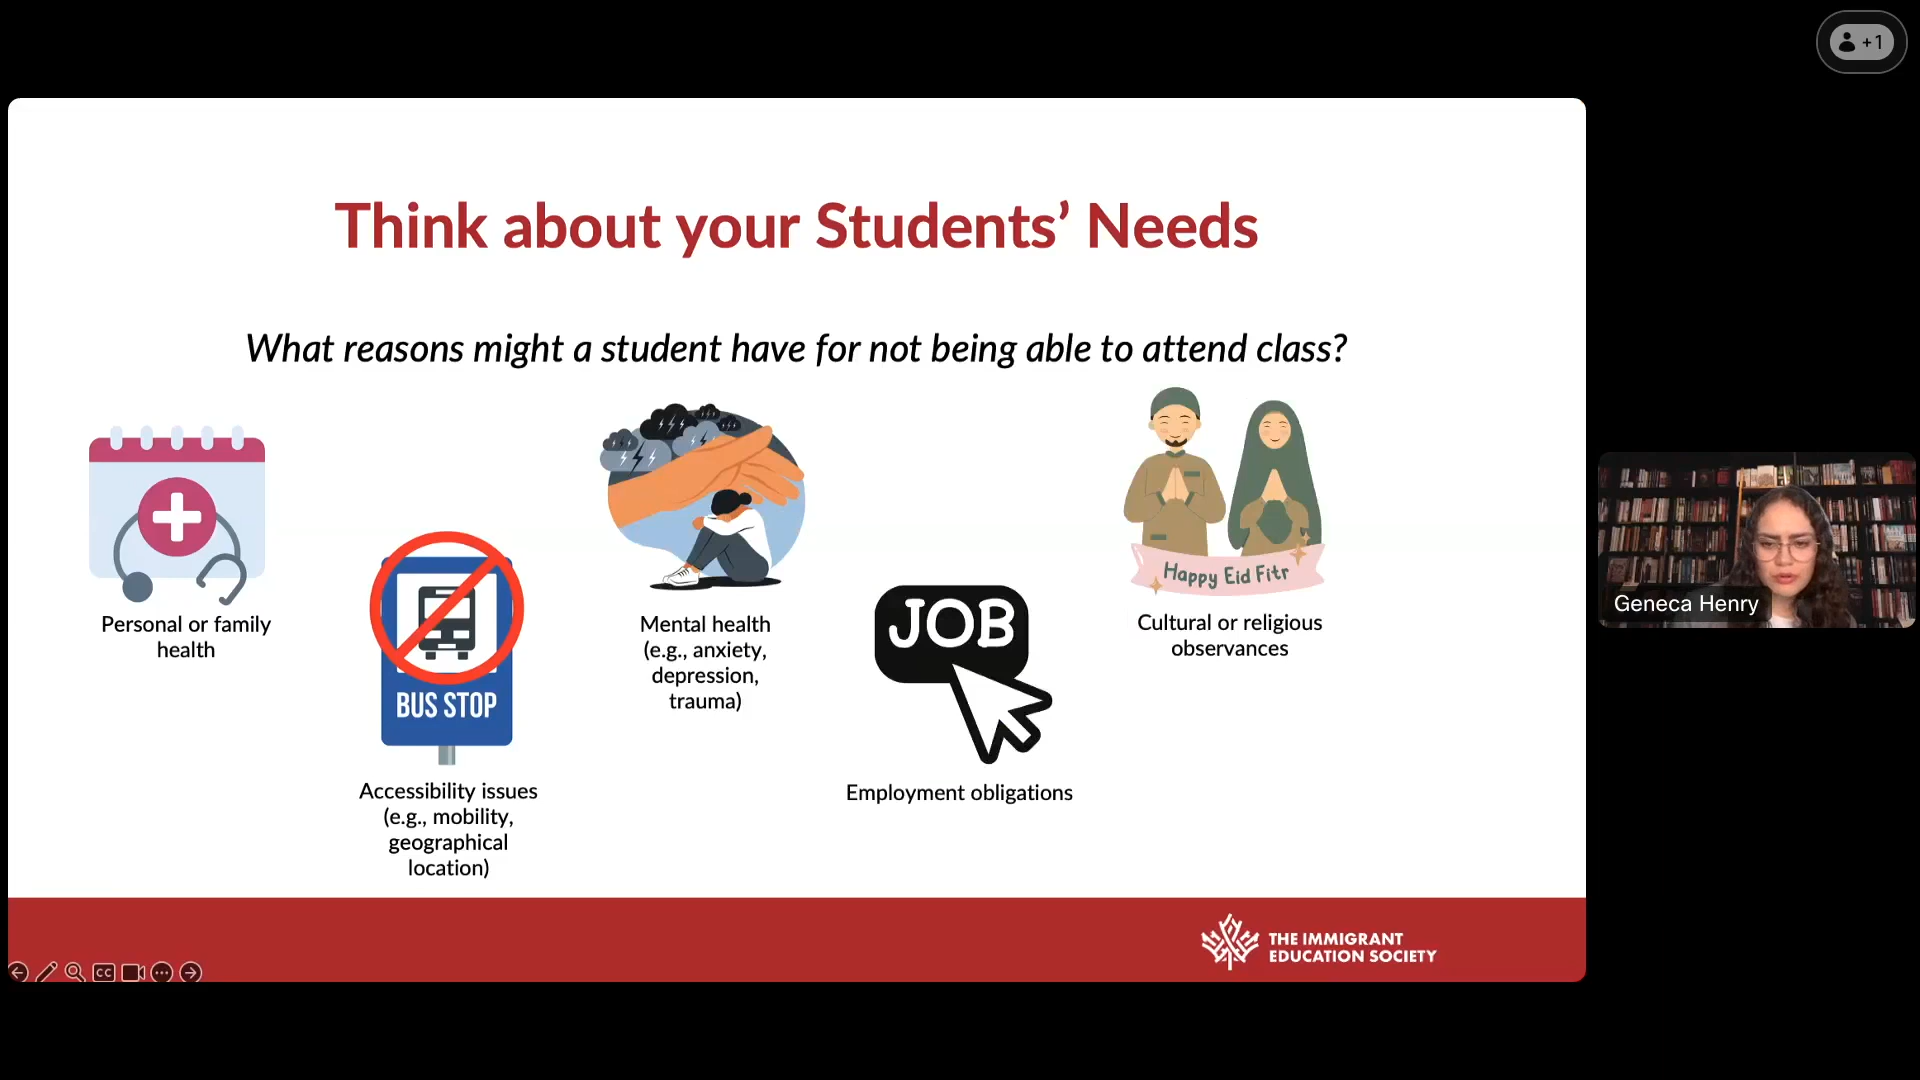 +1
Think about your Students’ Needs
What reasons might a student have for not being able to attend class?
Personal or family
health
BUS STOP
Accessibility issues
(e.g., mobility,
geographical
location)
Mental health
(e.g., anxiety,
depression,
trauma)
JOB
Employment obligations
Happy Eid Fitr
Cultural or religious
observances
Geneca Henry
THE IMMIGRANT
EDUCATION SOCIETY
CC